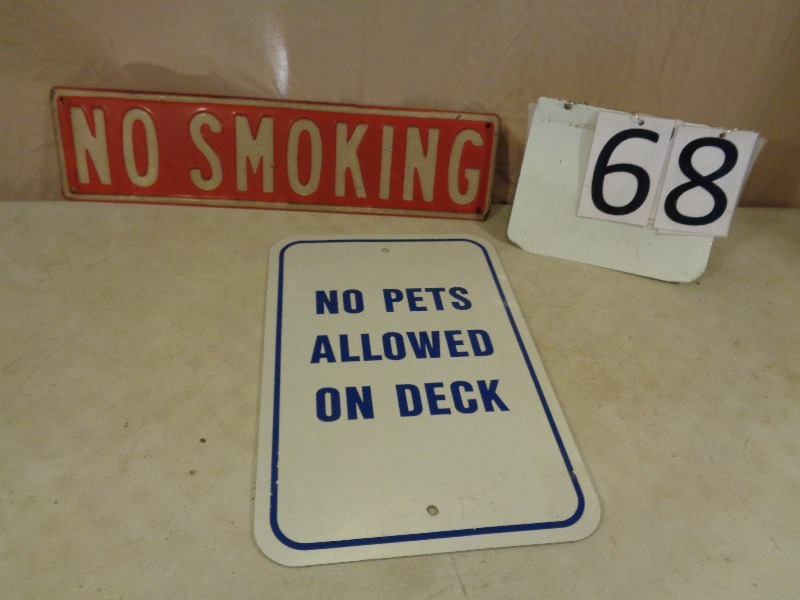 NO SMOKING
68
NO PETS
ALLOWED
ON DECK